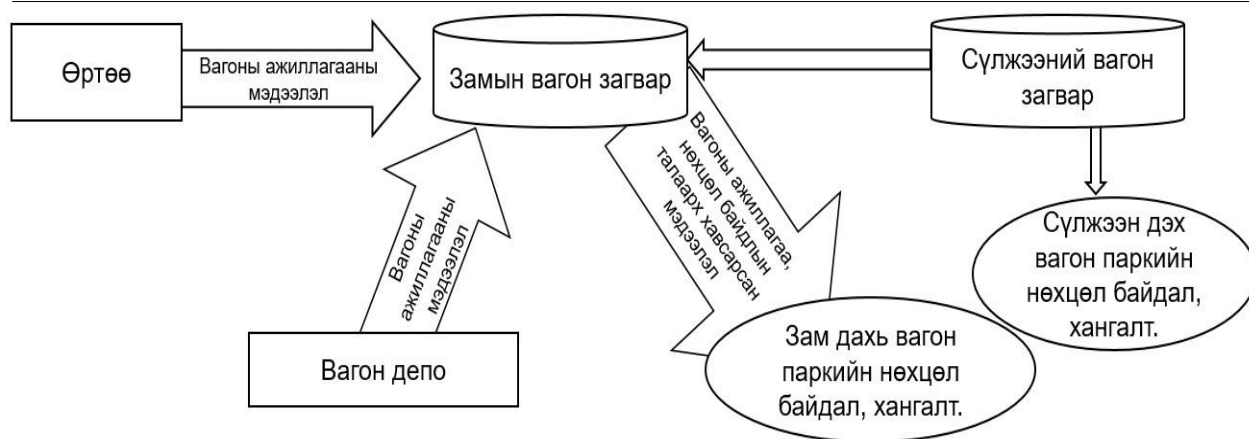 Өртөө
Вагоны ажиллагааны
мэдээлэл
Замын вагон загвар
Сүлжээний вагон
загвар
Вагоны
ажиллагааны
мэдээлэл
Вагоны ажиллагаа,
нөхцөл байдлын
талаарх хавсарсан
мэдээлэл
Сүлжээн дэх
вагон паркийн
нөхцөл байдал,
хангалт.
Вагон депо
Зам дахь вагон
паркийн нөхцөл
байдал, хангалт.